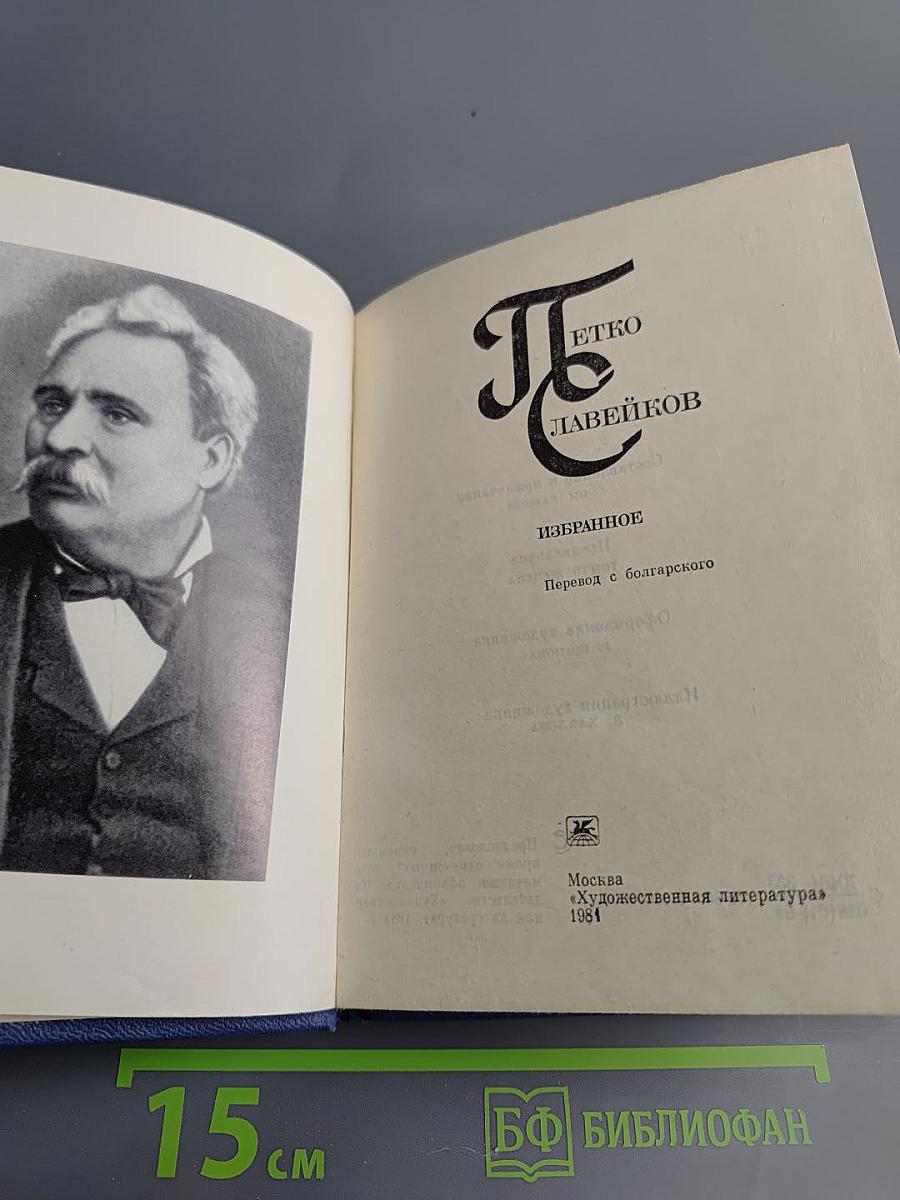 ПЕТКО
СЛАВЕЙКОВ
ИЗБРАННОЕ
Перевод с болгарского
Москва
«Художественная литература»
1981
15 см
БФ БИБЛИОФАН